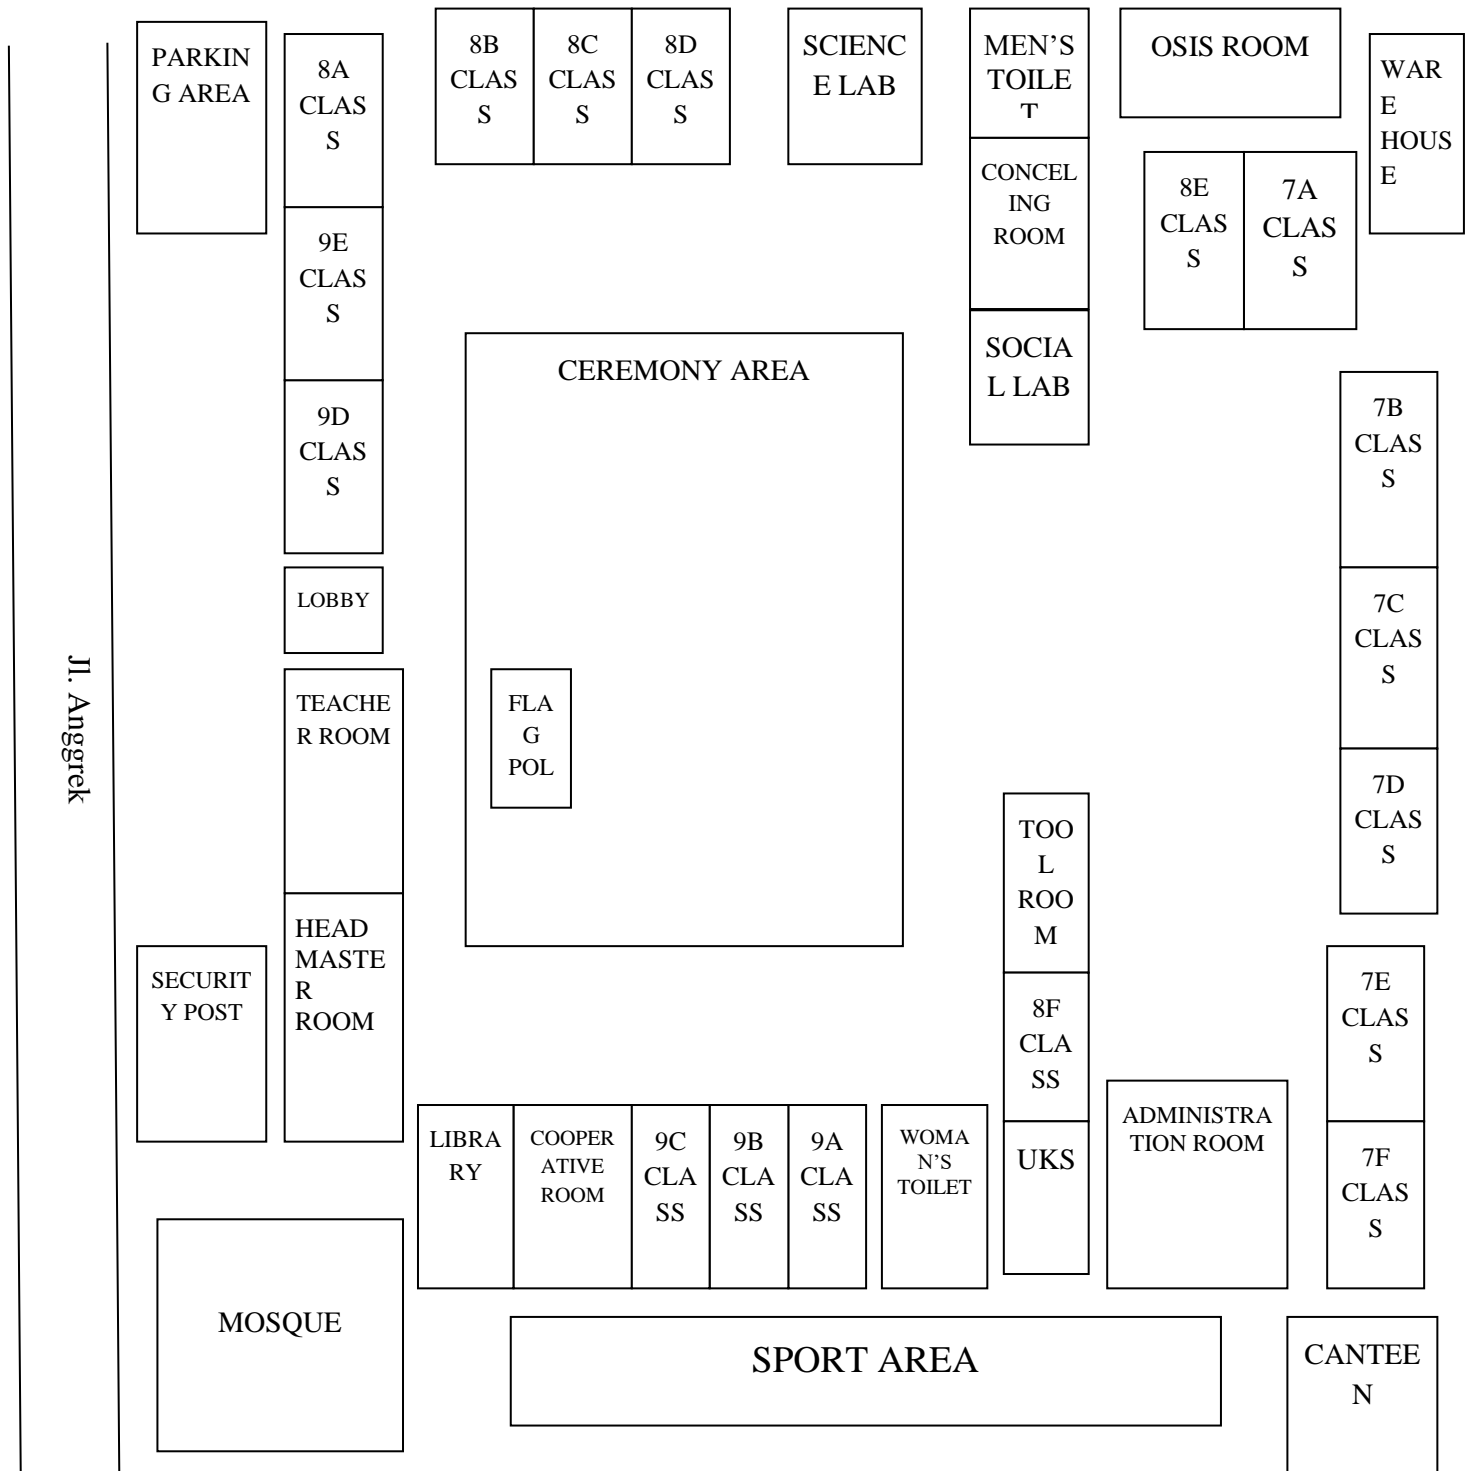 PARKIN
G AREA
8A
CLAS
S
8B
CLAS
S
8C
CLAS
S
8D
CLAS
S
SCIENC
E LAB
MEN'S
TOILE
T
OSIS ROOM
WAR
E
HOUS
E
CONCEL
ING
ROOM
8E
CLAS
S
7A
CLAS
S
9E
CLAS
S
SOCIA
L LAB
CEREMONY AREA
9D
CLAS
S
7B
CLAS
S
LOBBY
7C
CLAS
S
Jl. Anggrek
TEACHE
R ROOM
FLA
G
POL
7D
CLAS
S
TOO
L
ROO
M
HEAD
MASTE
R
ROOM
SECURIT
Y POST
8F
CLA
SS
7E
CLAS
S
LIBRA
RY
COOPER
ATIVE
ROOM
9C
CLA
SS
9B
CLA
SS
9A
CLA
SS
WOMA
N'S
TOILET
UKS
ADMINISTRA
TION ROOM
7F
CLAS
S
MOSQUE
SPORT AREA
CANTEE
N